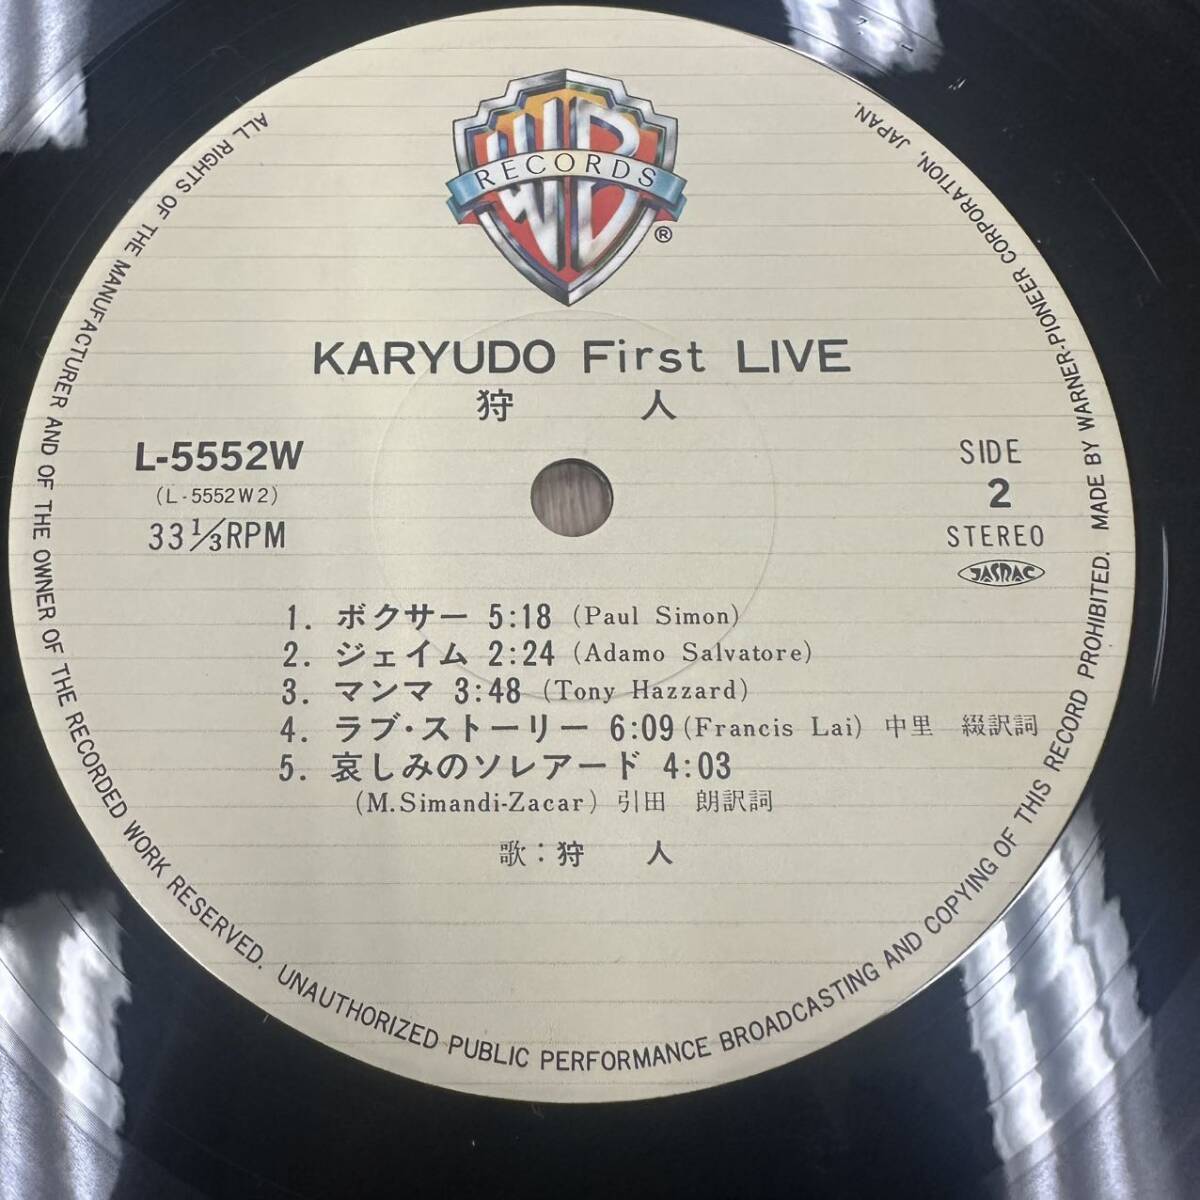 WB
RECORDS
®
KARYUDO First LIVE
狩 人
L-5552W
(L-5552W2)
33 1/3 RPM
SIDE
2
STEREO
JASRAC
1. ボクサー 5:18 (Paul Simon)
2. ジェイム 2:24 (Adamo Salvatore)
3. マンマ 3:48 (Tony Hazzard)
4. ラブ・ストーリー 6:09 (Francis Lai) 中里 綴訳詞
5. 哀しみのソレアード 4:03
(M.Simandi-Zacar) 引田 朗訳詞
歌：狩 人
ALL RIGHTS OF THE MANUFACTURER AND OF THE OWNER OF THE RECORDED WORK RESERVED. UNAUTHORIZED PUBLIC PERFORMANCE BROADCASTING AND COPYING OF THIS RECORD PROHIBITED. MADE BY WARNER-PIONEER CORPORATION, JAPAN.